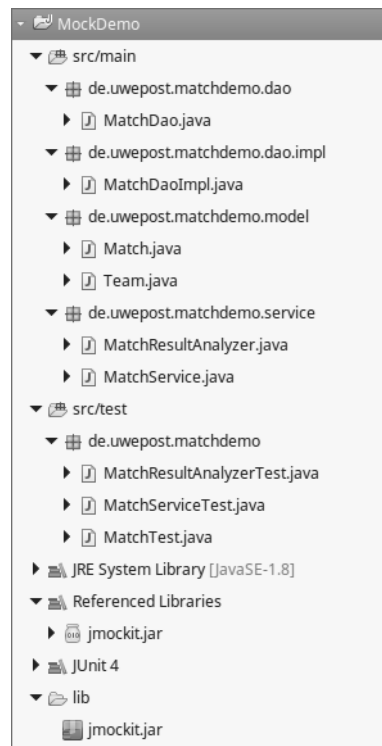 MockDemo
src/main
de.uwepost.matchdemo.dao
MatchDao.java
de.uwepost.matchdemo.dao.impl
MatchDaoImpl.java
de.uwepost.matchdemo.model
Match.java
Team.java
de.uwepost.matchdemo.service
MatchResultAnalyzer.java
MatchService.java
src/test
de.uwepost.matchdemo
MatchResultAnalyzerTest.java
MatchServiceTest.java
MatchTest.java
JRE System Library [JavaSE-1.8]
Referenced Libraries
jmockit.jar
JUnit 4
lib
jmockit.jar